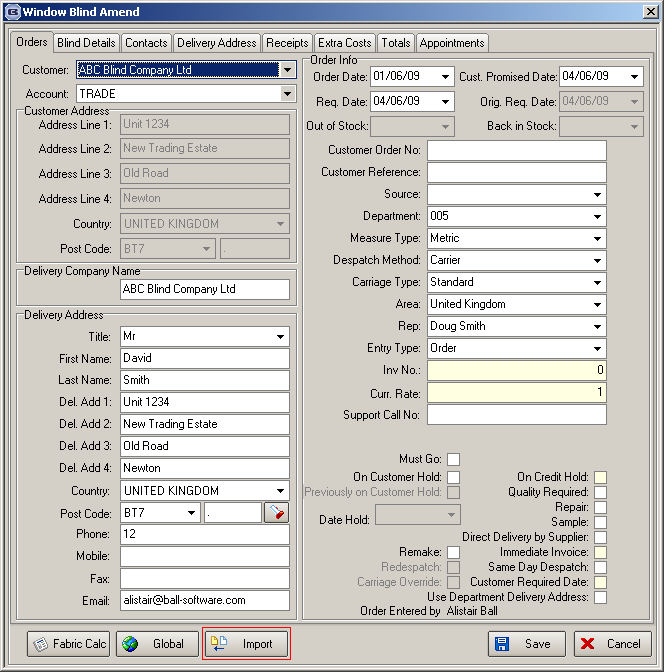 Window Blind Amend
Orders Blind Details Contacts Delivery Address Receipts Extra Costs Totals Appointments
Customer: ABC Blind Company Ltd
Account: TRADE
Customer Address
Address Line 1: Unit 1234
Address Line 2: New Trading Estate
Address Line 3: Old Road
Address Line 4: Newton
Country: UNITED KINGDOM
Post Code: BT7 .
Delivery Company Name
ABC Blind Company Ltd
Delivery Address
Title: Mr
First Name: David
Last Name: Smith
Del. Add 1: Unit 1234
Del. Add 2: New Trading Estate
Del. Add 3: Old Road
Del. Add 4: Newton
Country: UNITED KINGDOM
Post Code: BT7 .
Phone: 12
Mobile:
Fax:
Email: alistair@ball-software.com
Order Info
Order Date: 01/06/09 Cust. Promised Date: 04/06/09
Req. Date: 04/06/09 Orig. Req. Date: 04/06/09
Out of Stock: Back in Stock:
Customer Order No:
Customer Reference:
Source:
Department: 005
Measure Type: Metric
Despatch Method: Carrier
Carriage Type: Standard
Area: United Kingdom
Rep: Doug Smith
Entry Type: Order
Inv No.: 0
Curr. Rate: 1
Support Call No:
Must Go:
On Customer Hold: On Credit Hold:
Previously on Customer Hold: Quality Required:
Repair:
Date Hold: Sample:
Direct Delivery by Supplier:
Remake: Immediate Invoice:
Redespatch: Same Day Despatch:
Carriage Override: Customer Required Date:
Use Department Delivery Address:
Order Entered by Alistair Ball
Fabric Calc Global Import Save Cancel